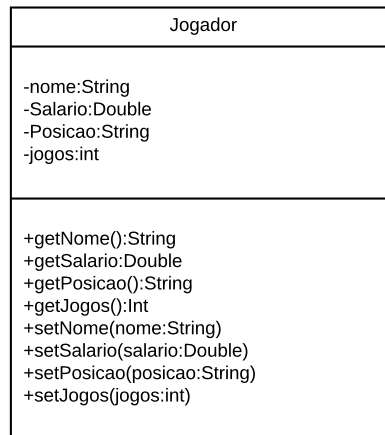 Jogador
-nome:String
-Salario:Double
-Posicao:String
-jogos:int
+getNome():String
+getSalario:Double
+getPosicao():String
+getJogos():Int
+setNome(nome:String)
+setSalario(salario:Double)
+setPosicao(posicao:String)
+setJogos(jogos:int)